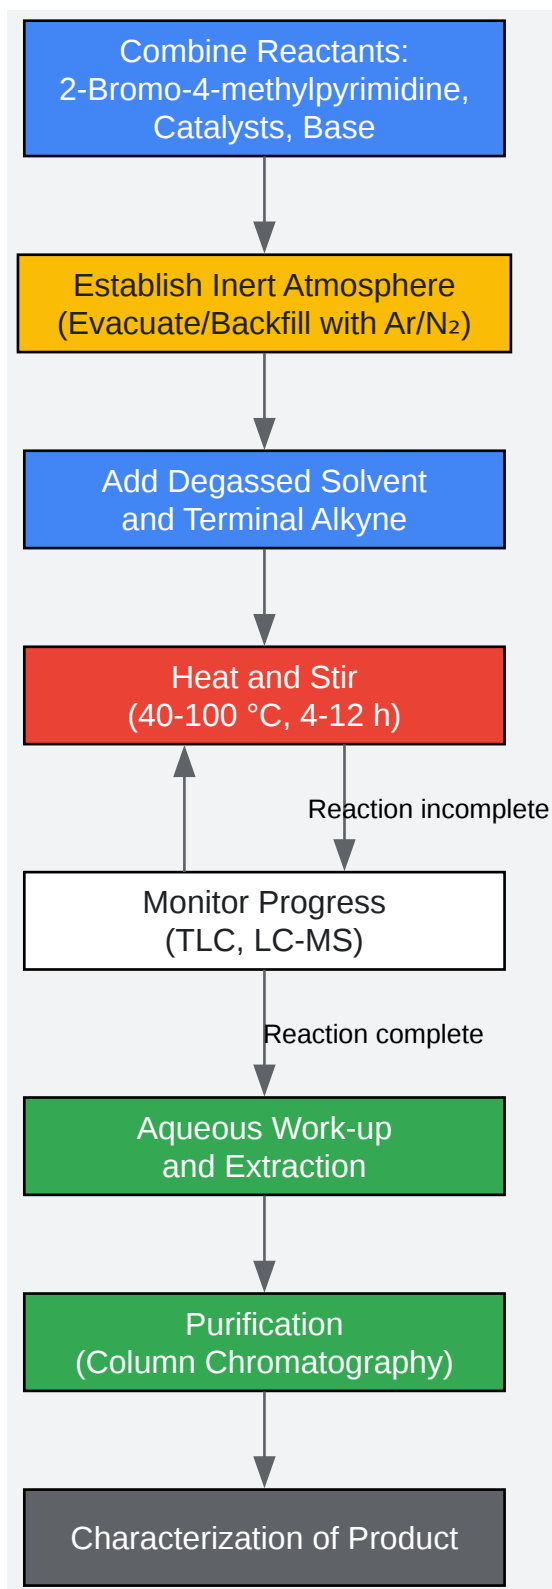 Combine Reactants:
2-Bromo-4-methylpyrimidine,
Catalysts, Base
Establish Inert Atmosphere
(Evacuate/Backfill with Ar/N₂)
Add Degassed Solvent
and Terminal Alkyne
Heat and Stir
(40-100 °C, 4-12 h)
Reaction incomplete
Monitor Progress
(TLC, LC-MS)
Reaction complete
Aqueous Work-up
and Extraction
Purification
(Column Chromatography)
Characterization of Product